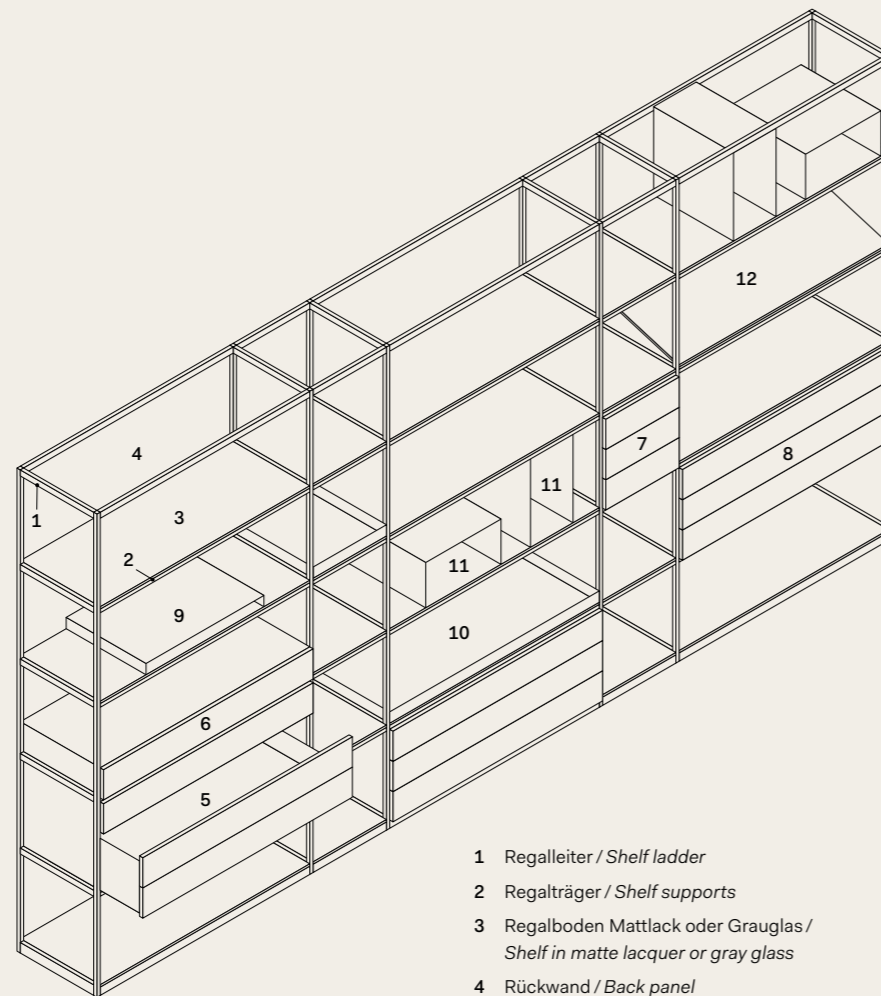 12
4
7
8
11
1
3
2
11
9
10
6
5
1 Regalleiter / Shelf ladder
2 Regalträger / Shelf supports
3 Regalboden Mattlack oder Grauglas /
Shelf in matte lacquer or gray glass
4 Rückwand / Back panel